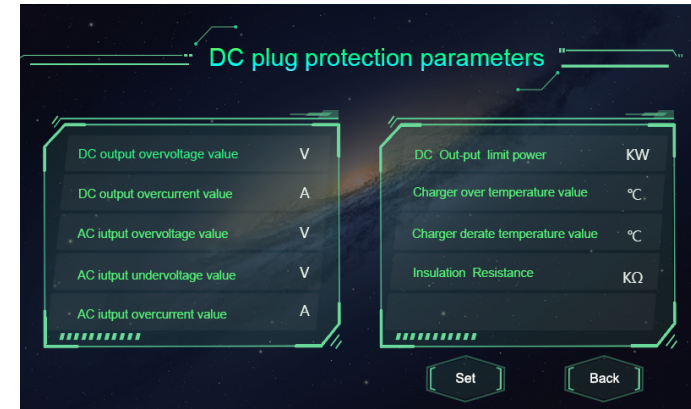 DC plug protection parameters
DC output overvoltage value V
DC output overcurrent value A
AC iutput overvoltage value V
AC iutput undervoltage value V
AC iutput overcurrent value A
DC Out-put limit power KW
Charger over temperature value ℃
Charger derate temperature value ℃
Insulation Resistance KΩ
Set
Back